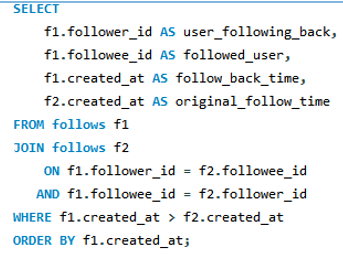 SELECT
    f1.follower_id AS user_following_back,
    f1.followee_id AS followed_user,
    f1.created_at AS follow_back_time,
    f2.created_at AS original_follow_time
FROM follows f1
JOIN follows f2
    ON f1.follower_id = f2.followee_id
   AND f1.followee_id = f2.follower_id
WHERE f1.created_at > f2.created_at
ORDER BY f1.created_at;